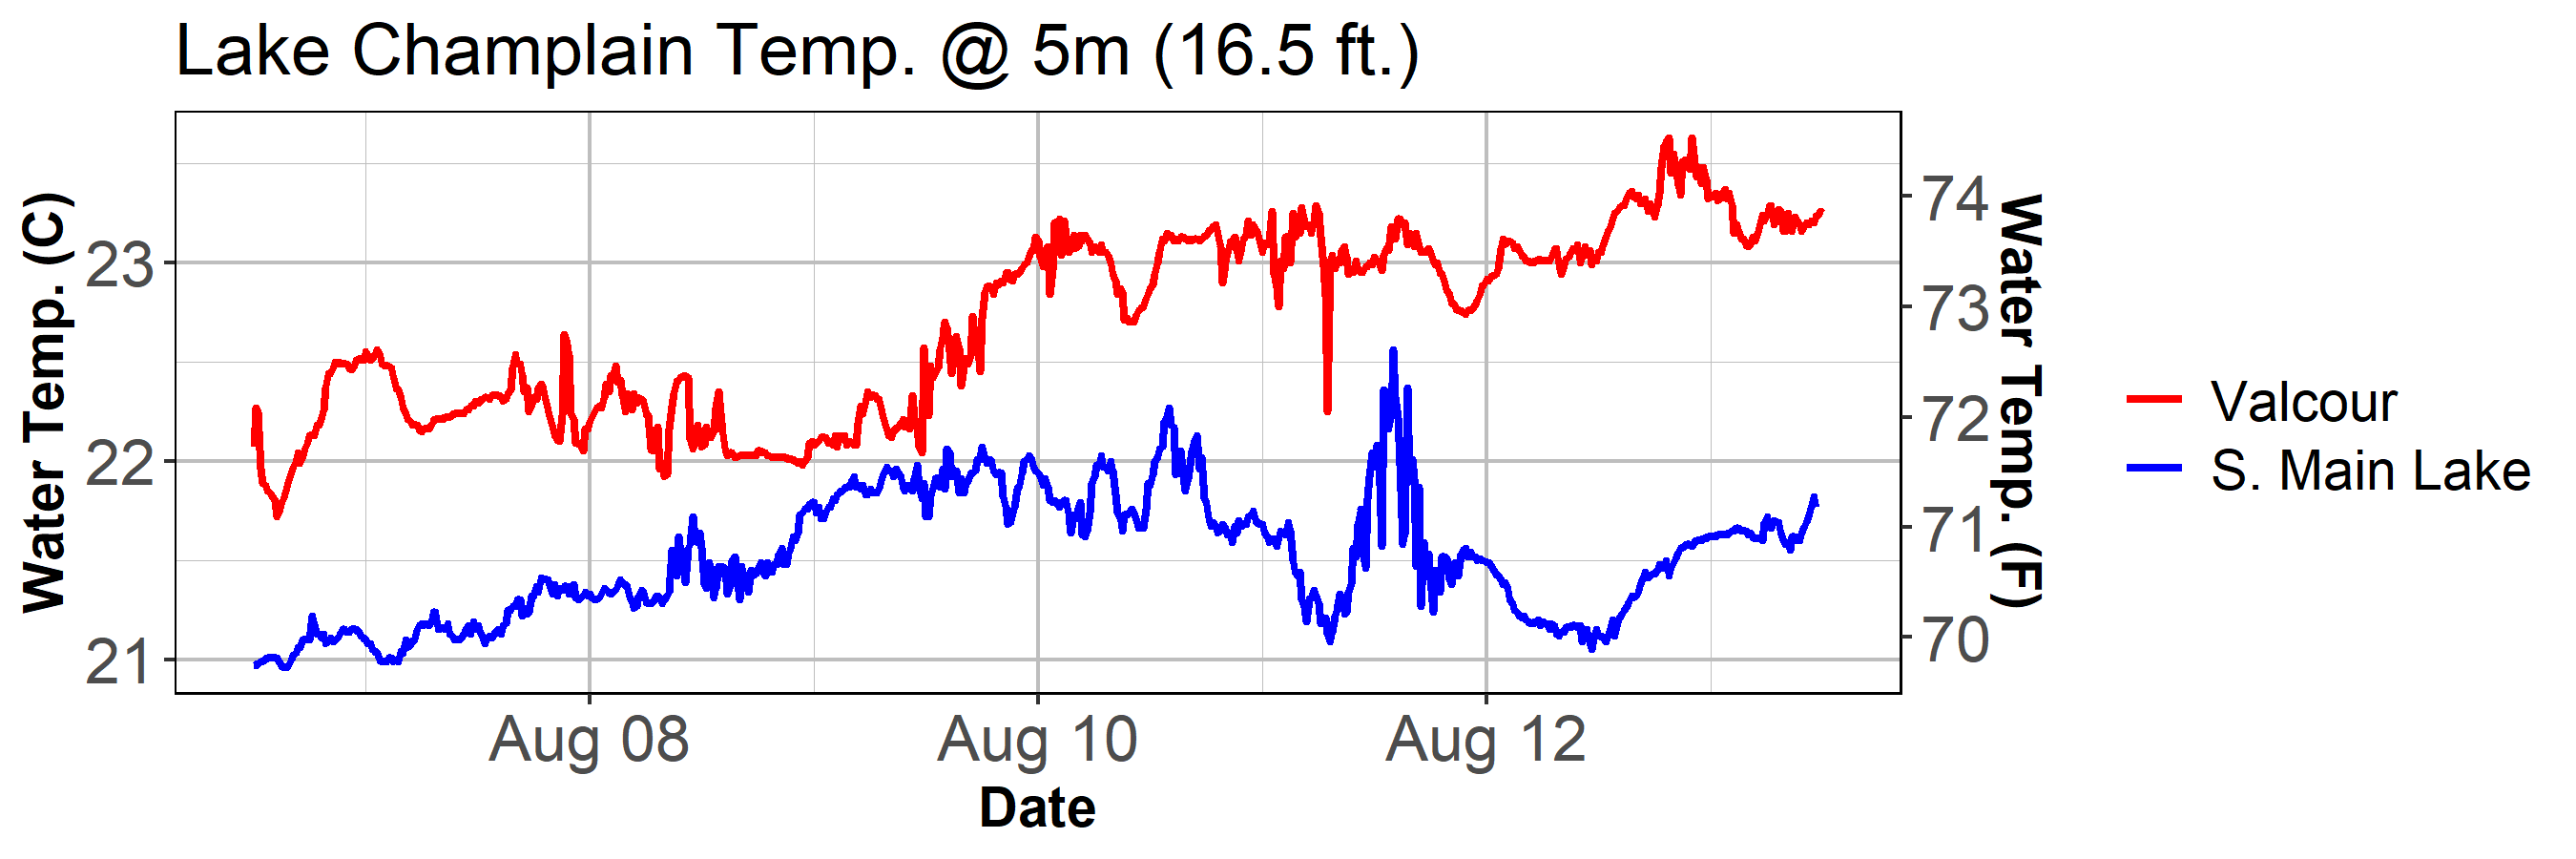 Lake Champlain Temp. @ 5m (16.5 ft.)
Water Temp. (C)
23
22
21
74
73
72
71
70
Water Temp. (F)
Aug 08
Aug 10
Aug 12
Date
Valcour
S. Main Lake